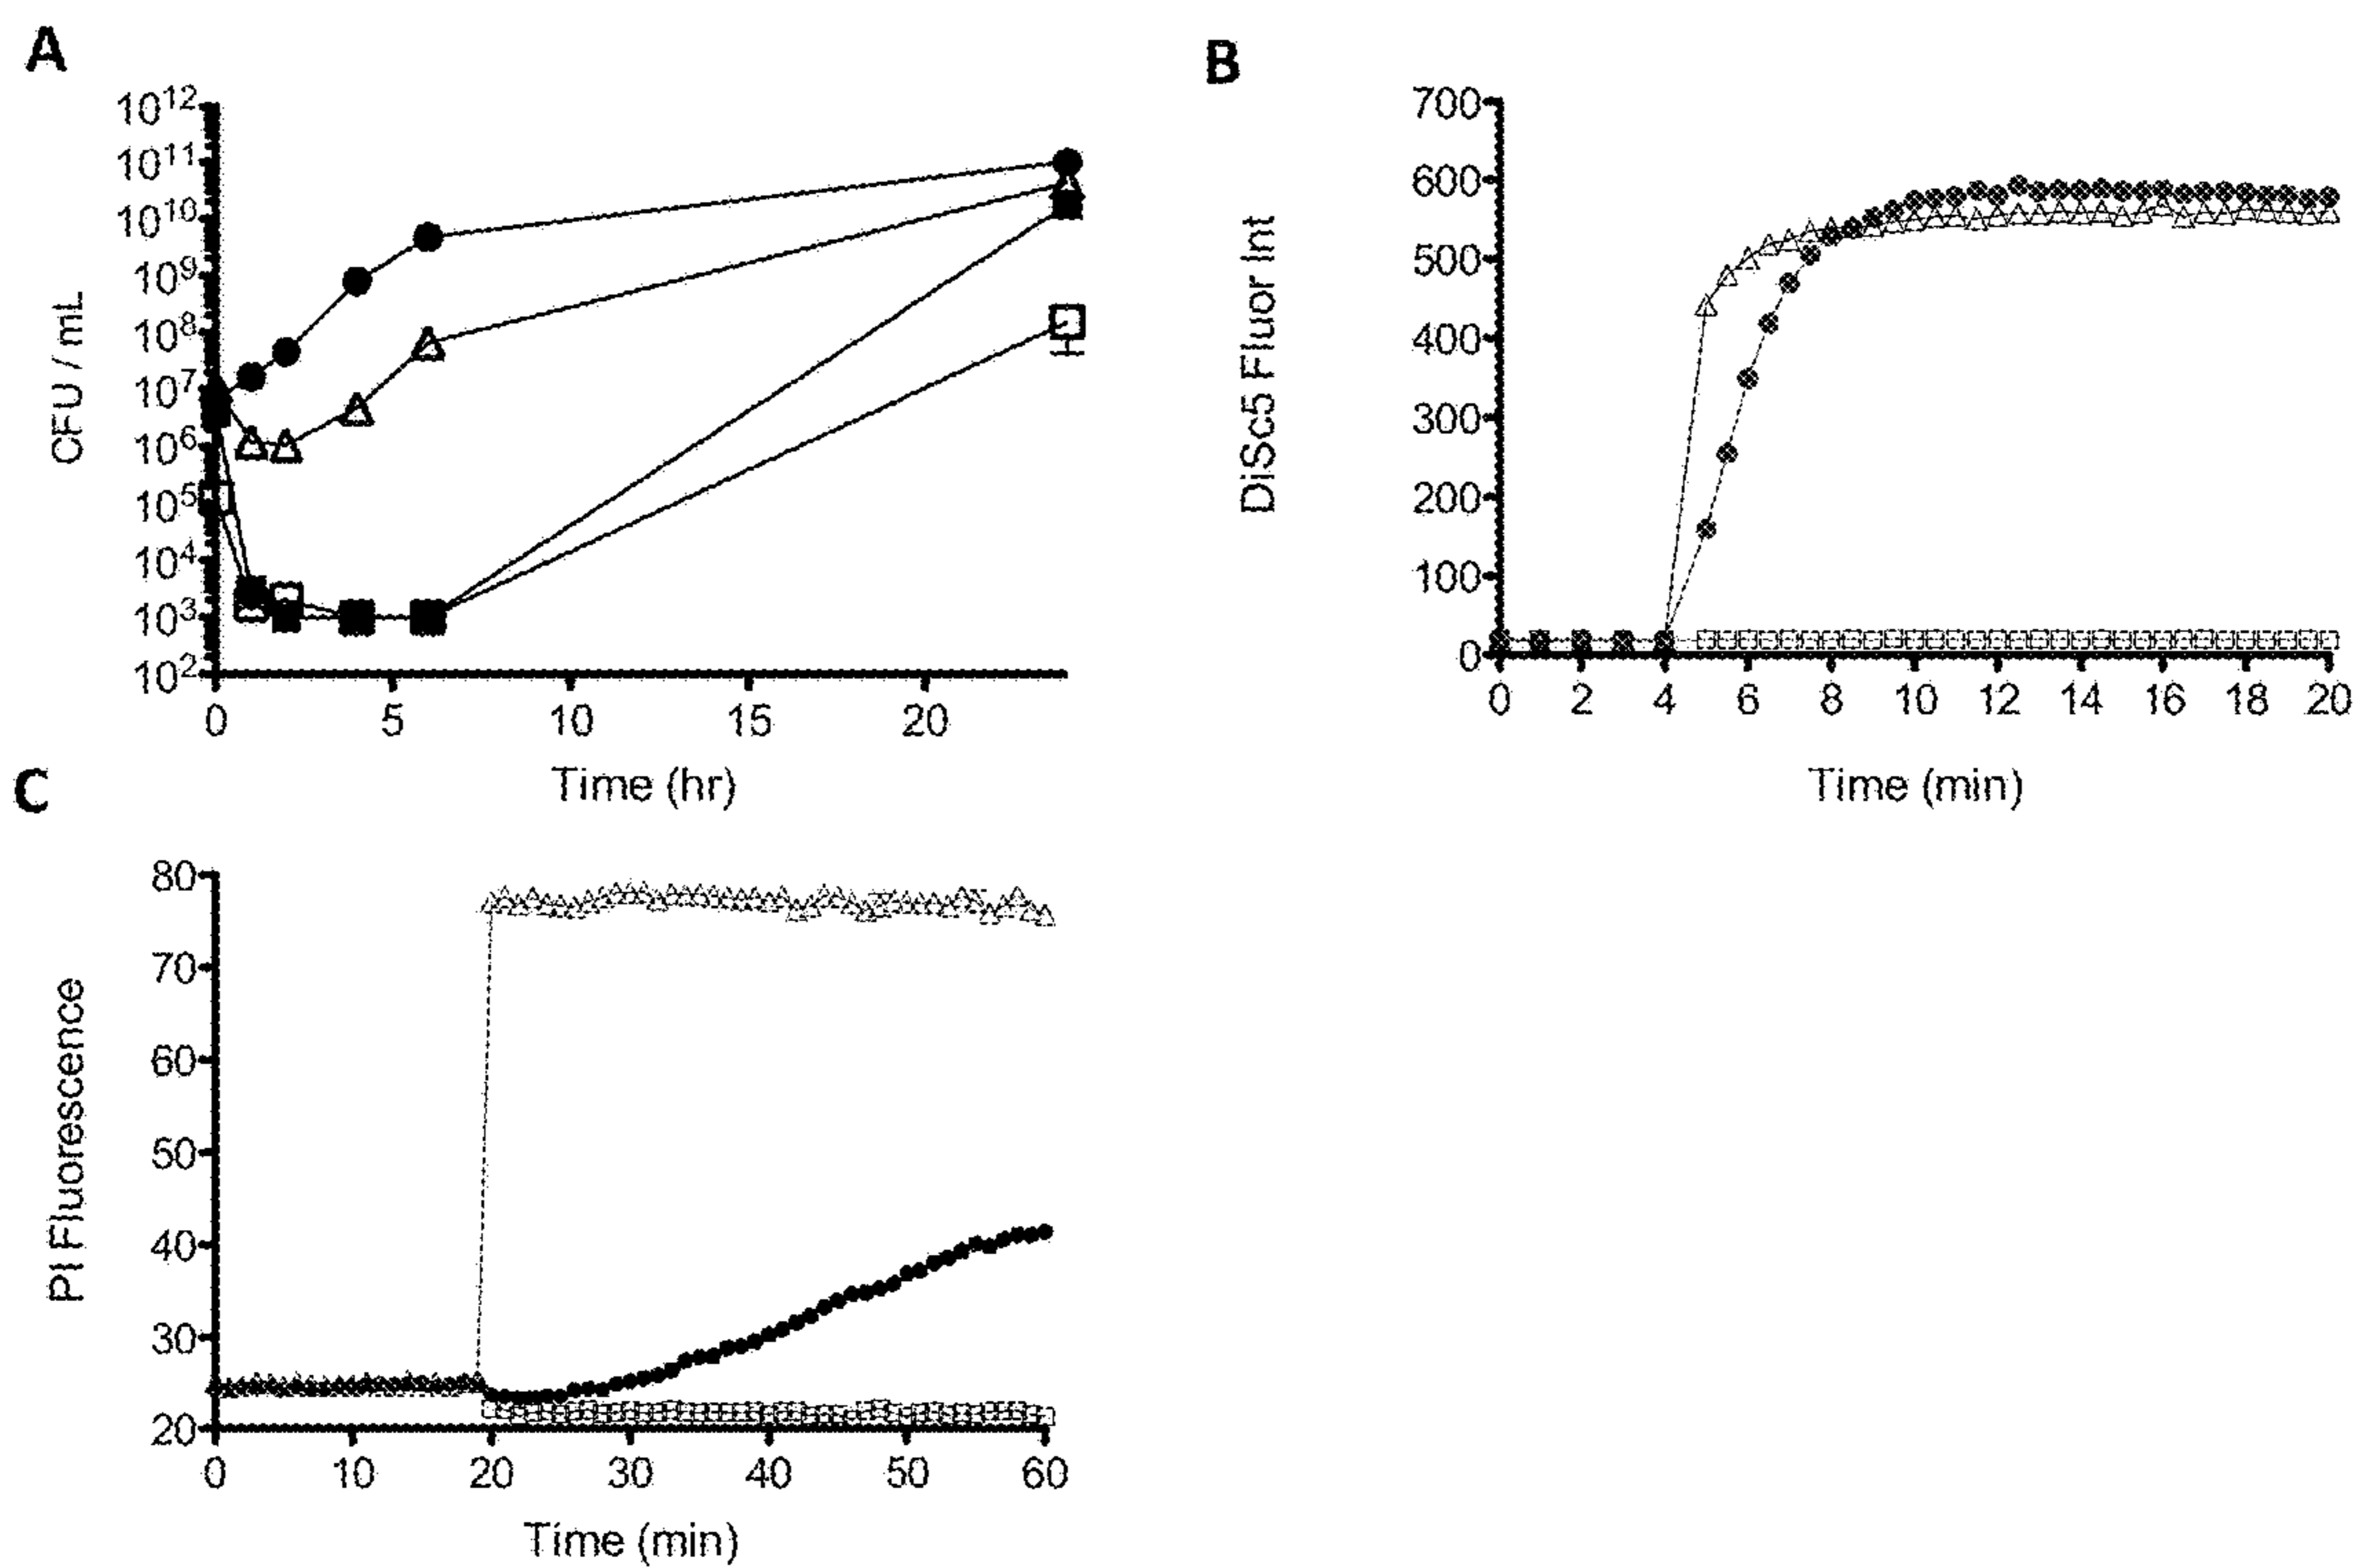 A
10^12
10^11
10^10
10^9
10^8
10^7
10^6
10^5
10^4
10^3
10^2
CFU / mL
0 5 10 15 20
Time (hr)
B
700
600
500
400
300
200
100
0
DiSc5 Fluor Int
0 2 4 6 8 10 12 14 16 18 20
Time (min)
C
80
70
60
50
40
30
20
PI Fluorescence
0 10 20 30 40 50 60
Time (min)